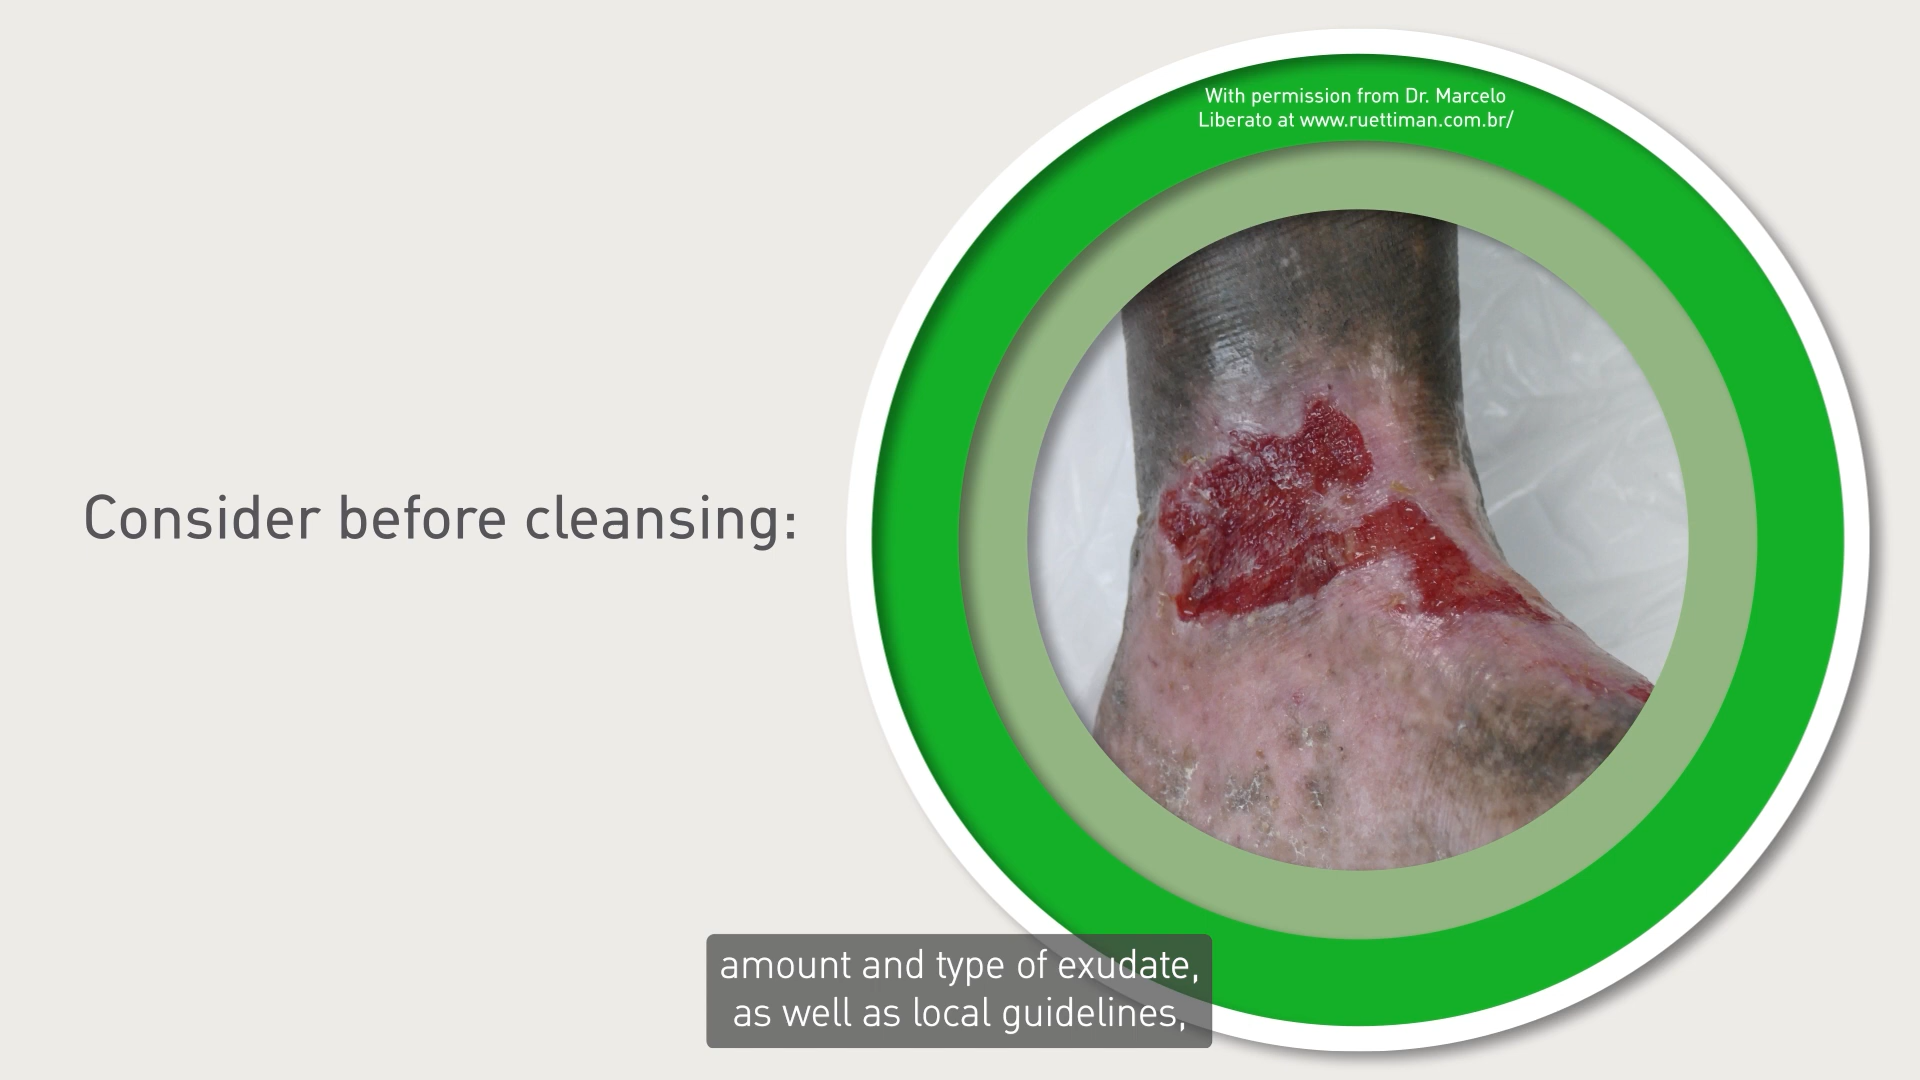 With permission from Dr. Marcelo
Liberato at www.ruettiman.com.br/
Consider before cleansing:
amount and type of exudate,
as well as local guidelines,